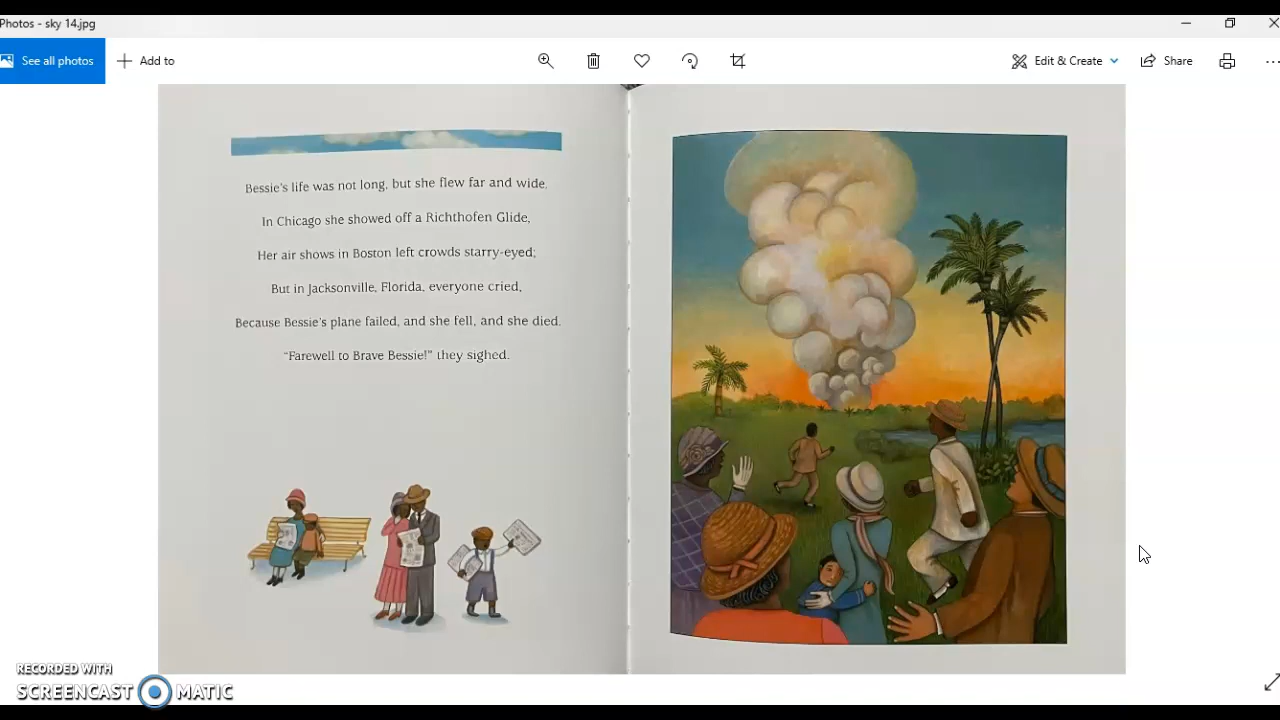 Photos - sky 14.jpg
See all photos
Add to
Edit & Create
Share
Bessie's life was not long, but she flew far and wide,
In Chicago she showed off a Richthofen Glide,
Her air shows in Boston left crowds starry-eyed;
But in Jacksonville, Florida, everyone cried,
Because Bessie's plane failed, and she fell, and she died.
"Farewell to Brave Bessie!" they sighed.
RECORDED WITH
SCREENCAST MATIC